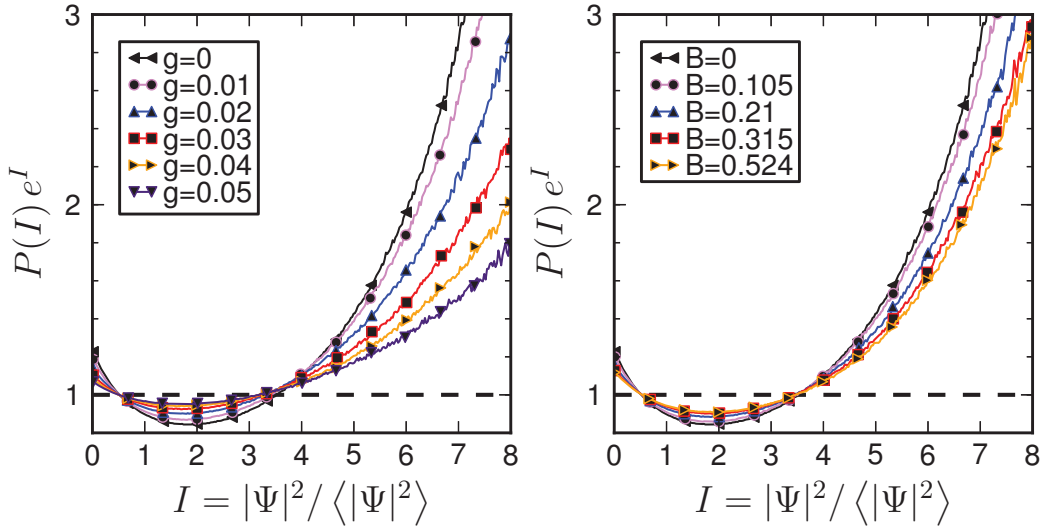 3
2
1
P(I) e^I
g=0
g=0.01
g=0.02
g=0.03
g=0.04
g=0.05
0 1 2 3 4 5 6 7 8
I = |Ψ|²/⟨|Ψ|²⟩
3
2
1
P(I) e^I
B=0
B=0.105
B=0.21
B=0.315
B=0.524
0 1 2 3 4 5 6 7 8
I = |Ψ|²/⟨|Ψ|²⟩